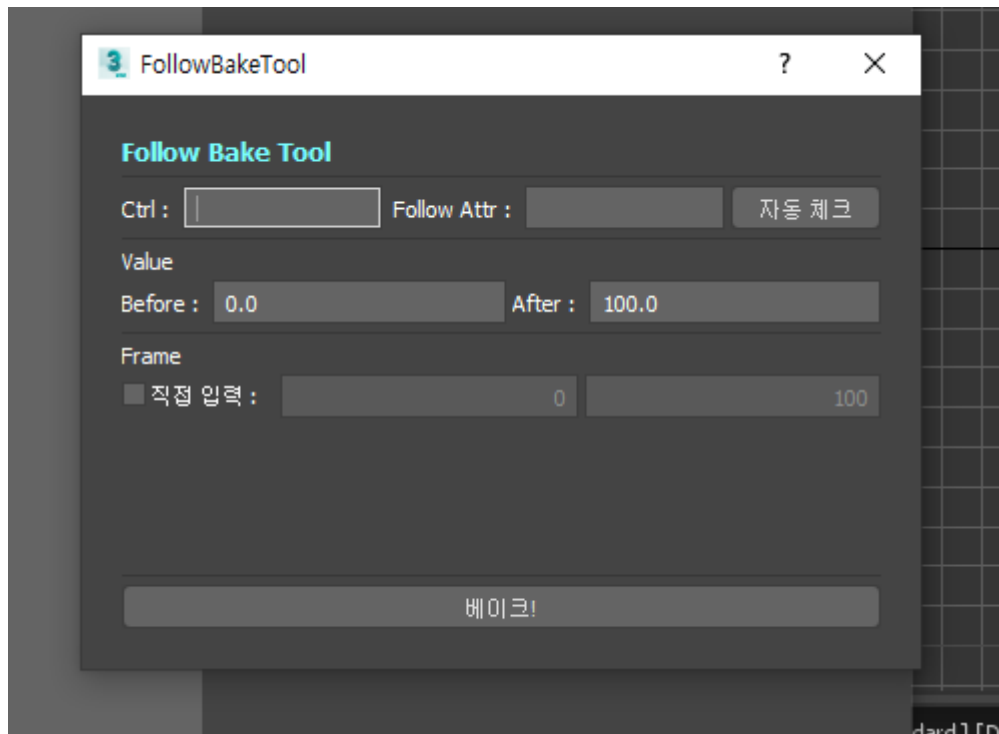 3 FollowBakeTool ?
Follow Bake Tool
Ctrl : Follow Attr : 자동 체크
Value
Before : 0.0 After : 100.0
Frame
직접 입력 : 0 100
베이크!
dard ] [D